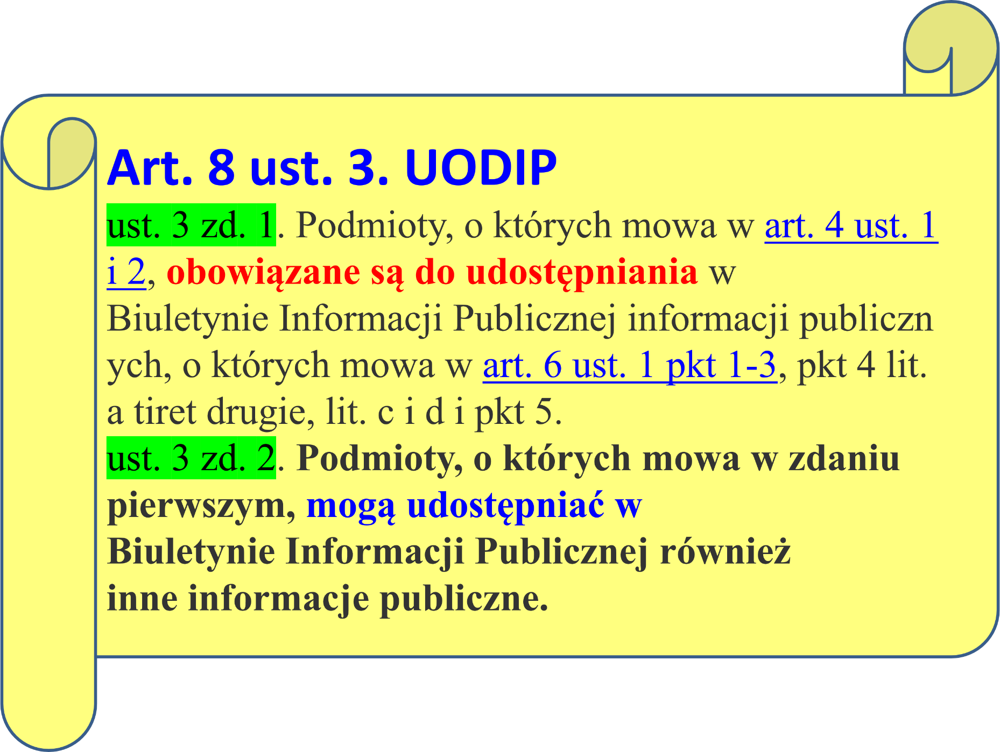 Art. 8 ust. 3. UODIP
ust. 3 zd. 1. Podmioty, o których mowa w art. 4 ust. 1
i 2, obowiązane są do udostępniania w
Biuletynie Informacji Publicznej informacji publiczn
ych, o których mowa w art. 6 ust. 1 pkt 1-3, pkt 4 lit.
a tiret drugie, lit. c i d i pkt 5.
ust. 3 zd. 2. Podmioty, o których mowa w zdaniu
pierwszym, mogą udostępniać w
Biuletynie Informacji Publicznej również
inne informacje publiczne.